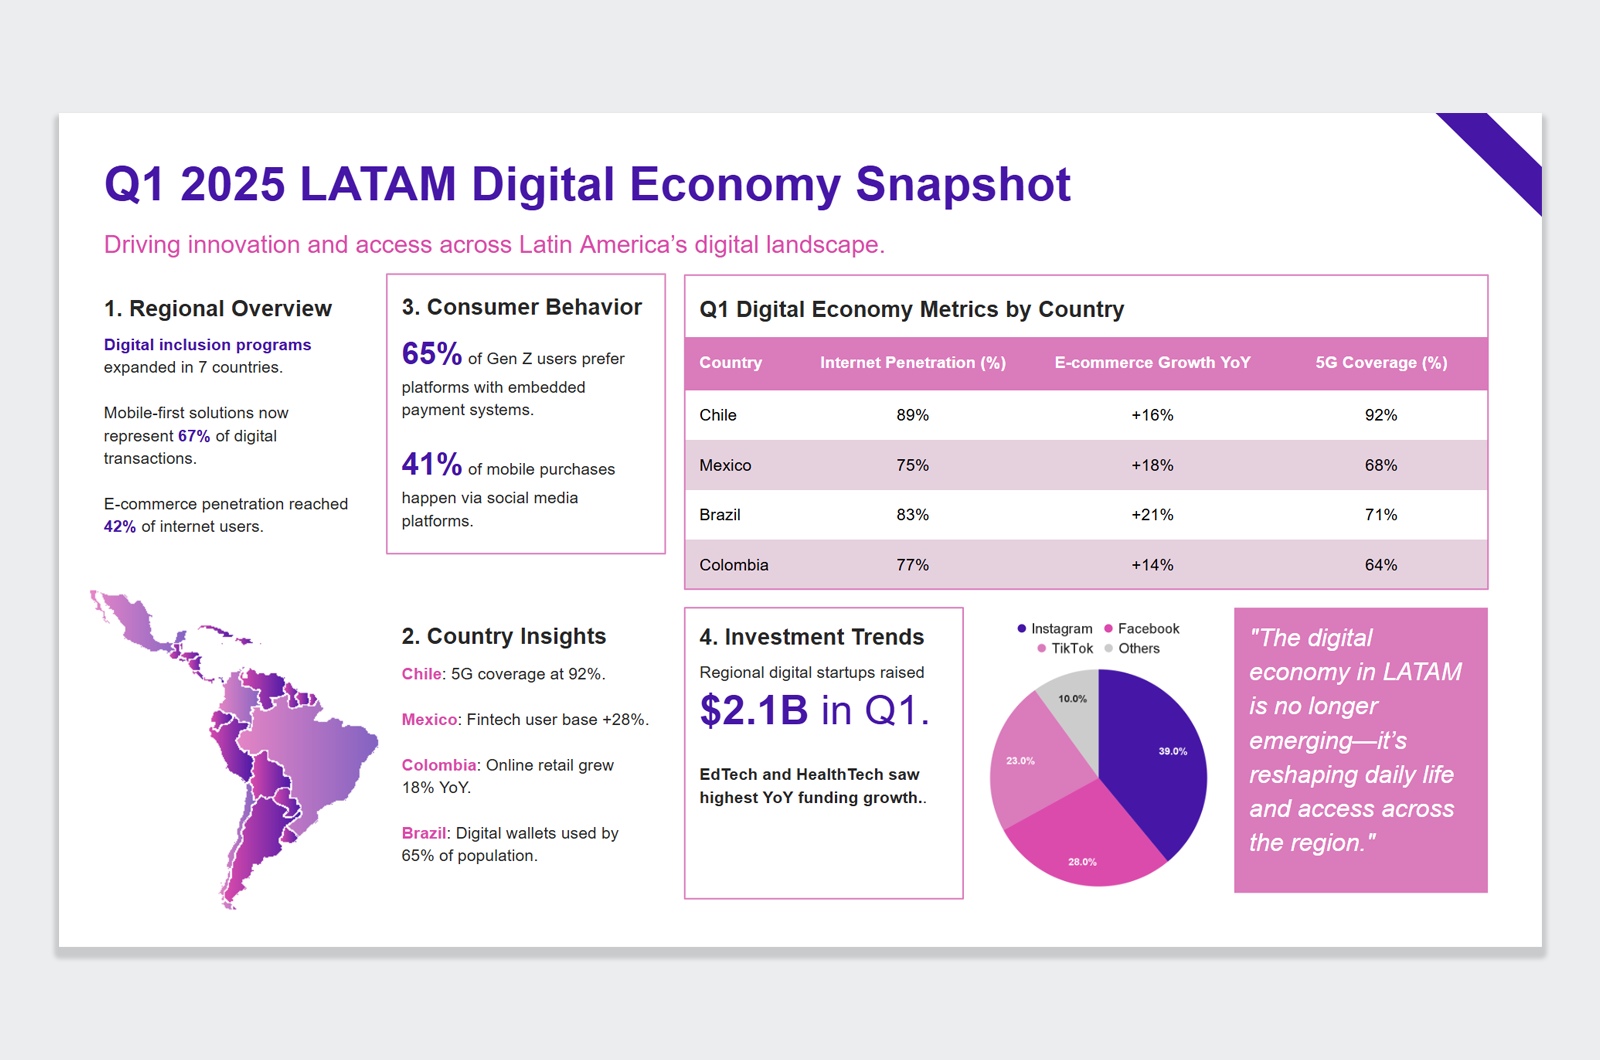 Q1 2025 LATAM Digital Economy Snapshot
Driving innovation and access across Latin America’s digital landscape.
1. Regional Overview
Digital inclusion programs
expanded in 7 countries.
Mobile-first solutions now
represent 67% of digital
transactions.
E-commerce penetration reached
42% of internet users.
3. Consumer Behavior
65% of Gen Z users prefer
platforms with embedded
payment systems.
41% of mobile purchases
happen via social media
platforms.
Q1 Digital Economy Metrics by Country
Country Internet Penetration (%) E-commerce Growth YoY 5G Coverage (%)
Chile 89% +16% 92%
Mexico 75% +18% 68%
Brazil 83% +21% 71%
Colombia 77% +14% 64%
2. Country Insights
Chile: 5G coverage at 92%.
Mexico: Fintech user base +28%.
Colombia: Online retail grew
18% YoY.
Brazil: Digital wallets used by
65% of population.
4. Investment Trends
Regional digital startups raised
$2.1B in Q1.
EdTech and HealthTech saw
highest YoY funding growth..
Instagram Facebook
TikTok Others
10.0%
39.0%
23.0%
28.0%
"The digital
economy in LATAM
is no longer
emerging—it’s
reshaping daily life
and access across
the region."